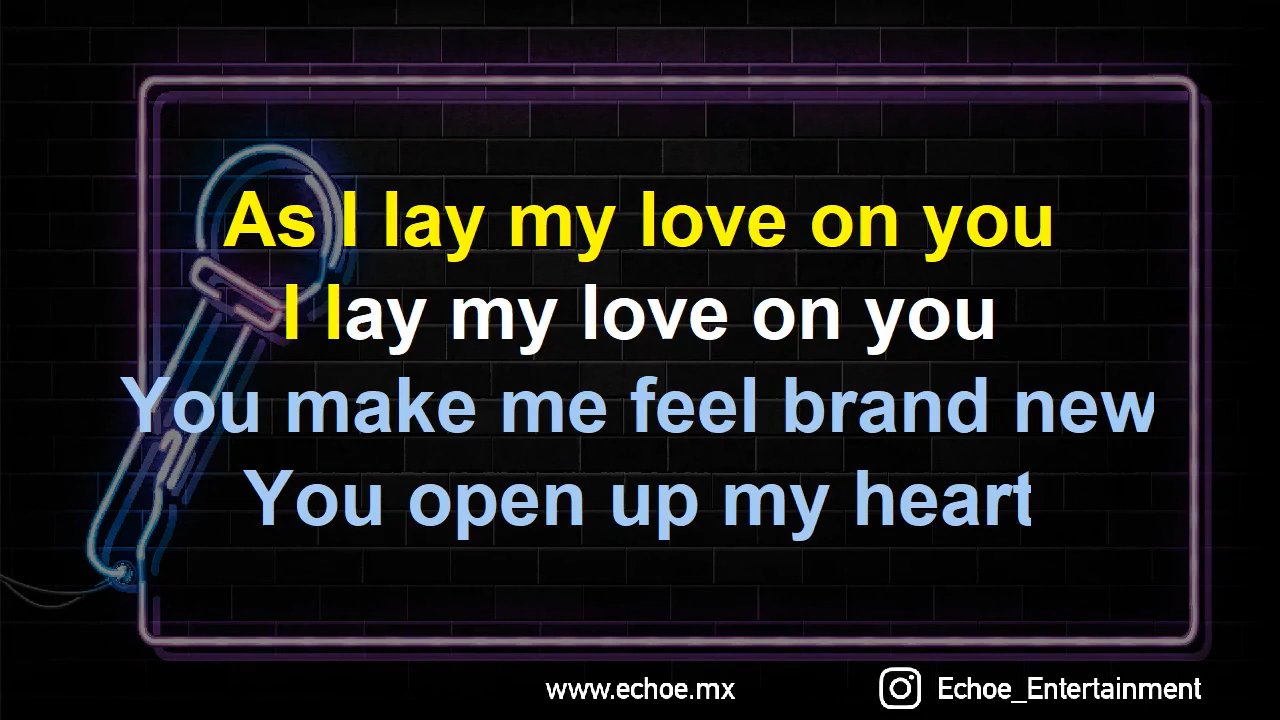 As I lay my love on you
I lay my love on you
You make me feel brand new
You open up my heart
www.echoe.mx
Echoe_Entertainment